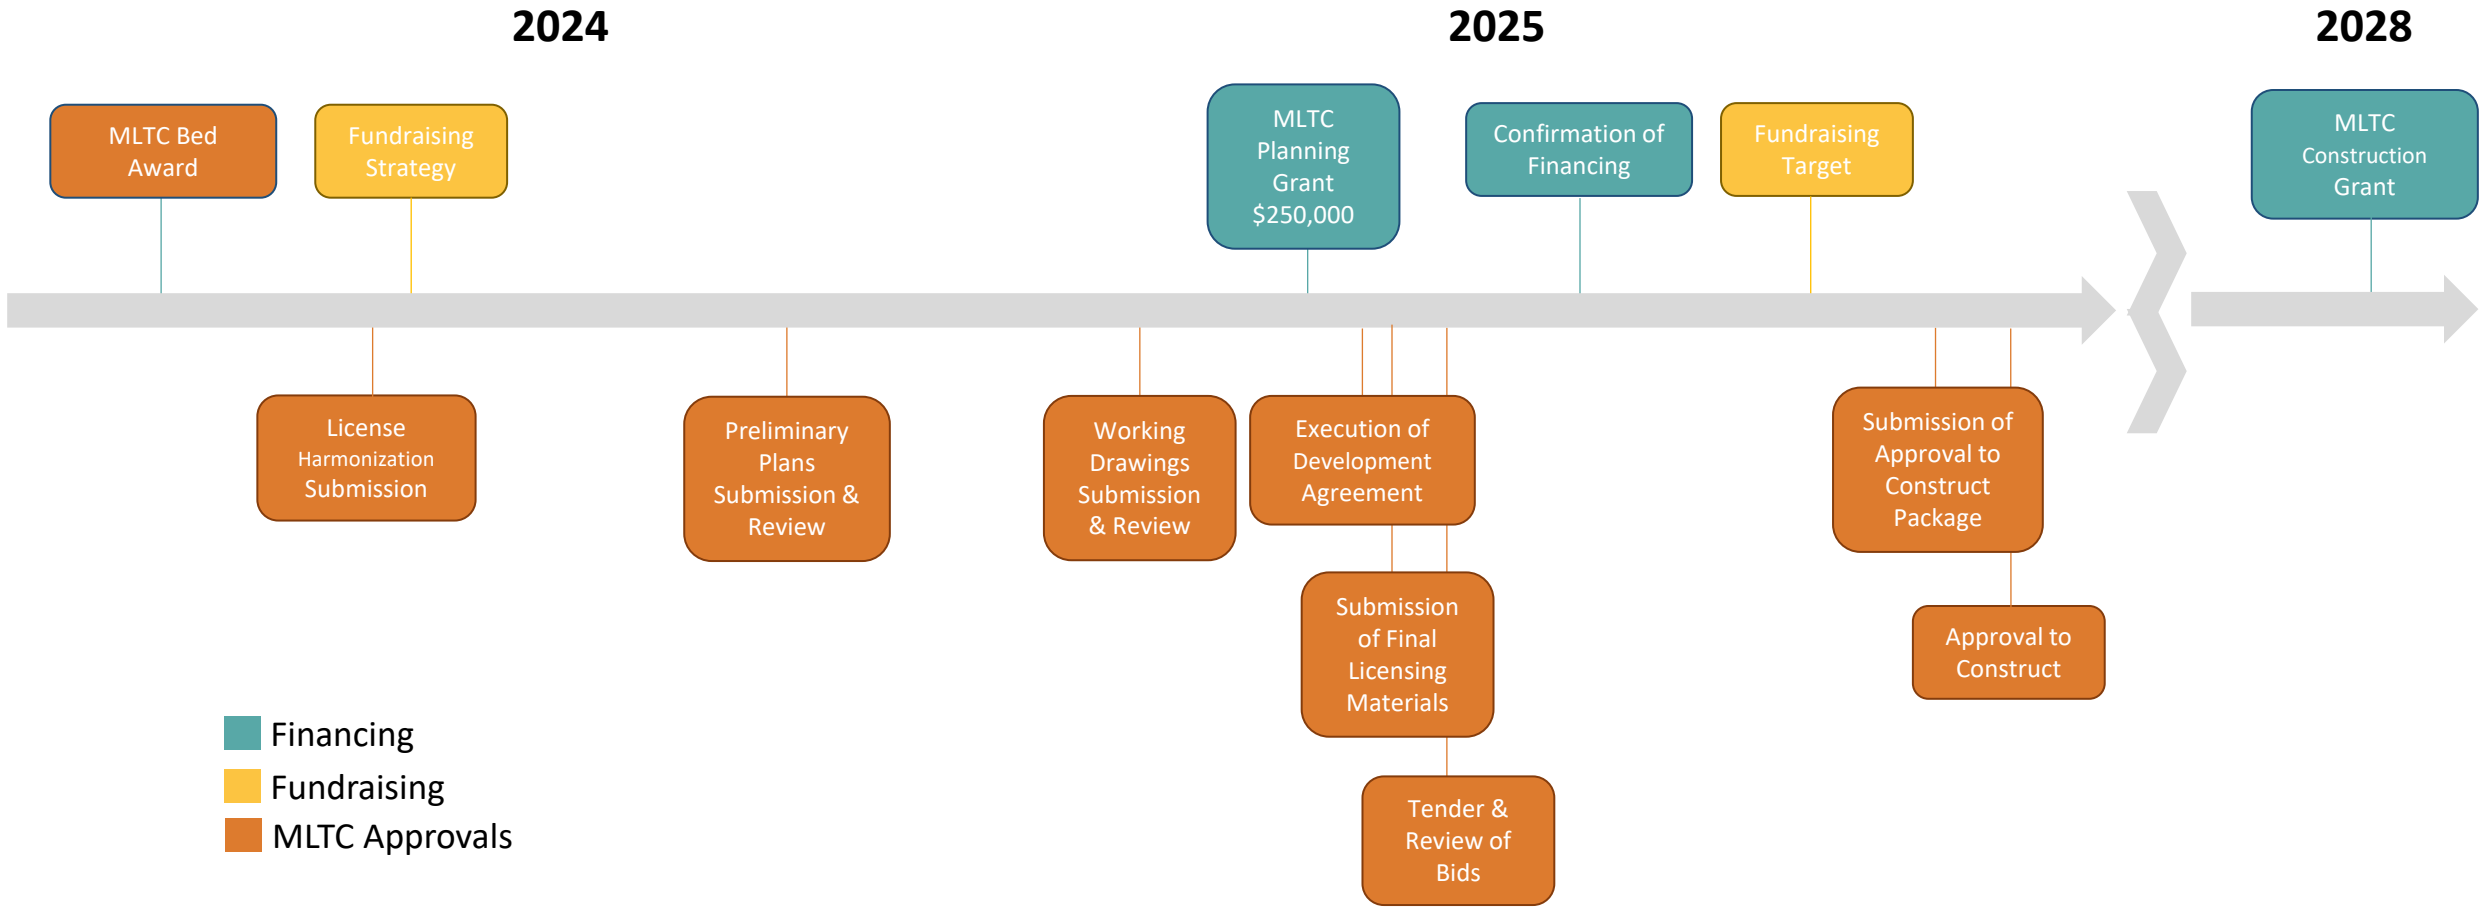 2024
2025
2028
MLTC Bed
Award
Fundraising
Strategy
MLTC
Planning
Grant
$250,000
Confirmation of
Financing
Fundraising
Target
MLTC
Construction
Grant
License
Harmonization
Submission
Preliminary
Plans
Submission &
Review
Working
Drawings
Submission
& Review
Execution of
Development
Agreement
Submission of
Approval to
Construct
Package
Submission
of Final
Licensing
Materials
Approval to
Construct
Tender &
Review of
Bids
Financing
Fundraising
MLTC Approvals